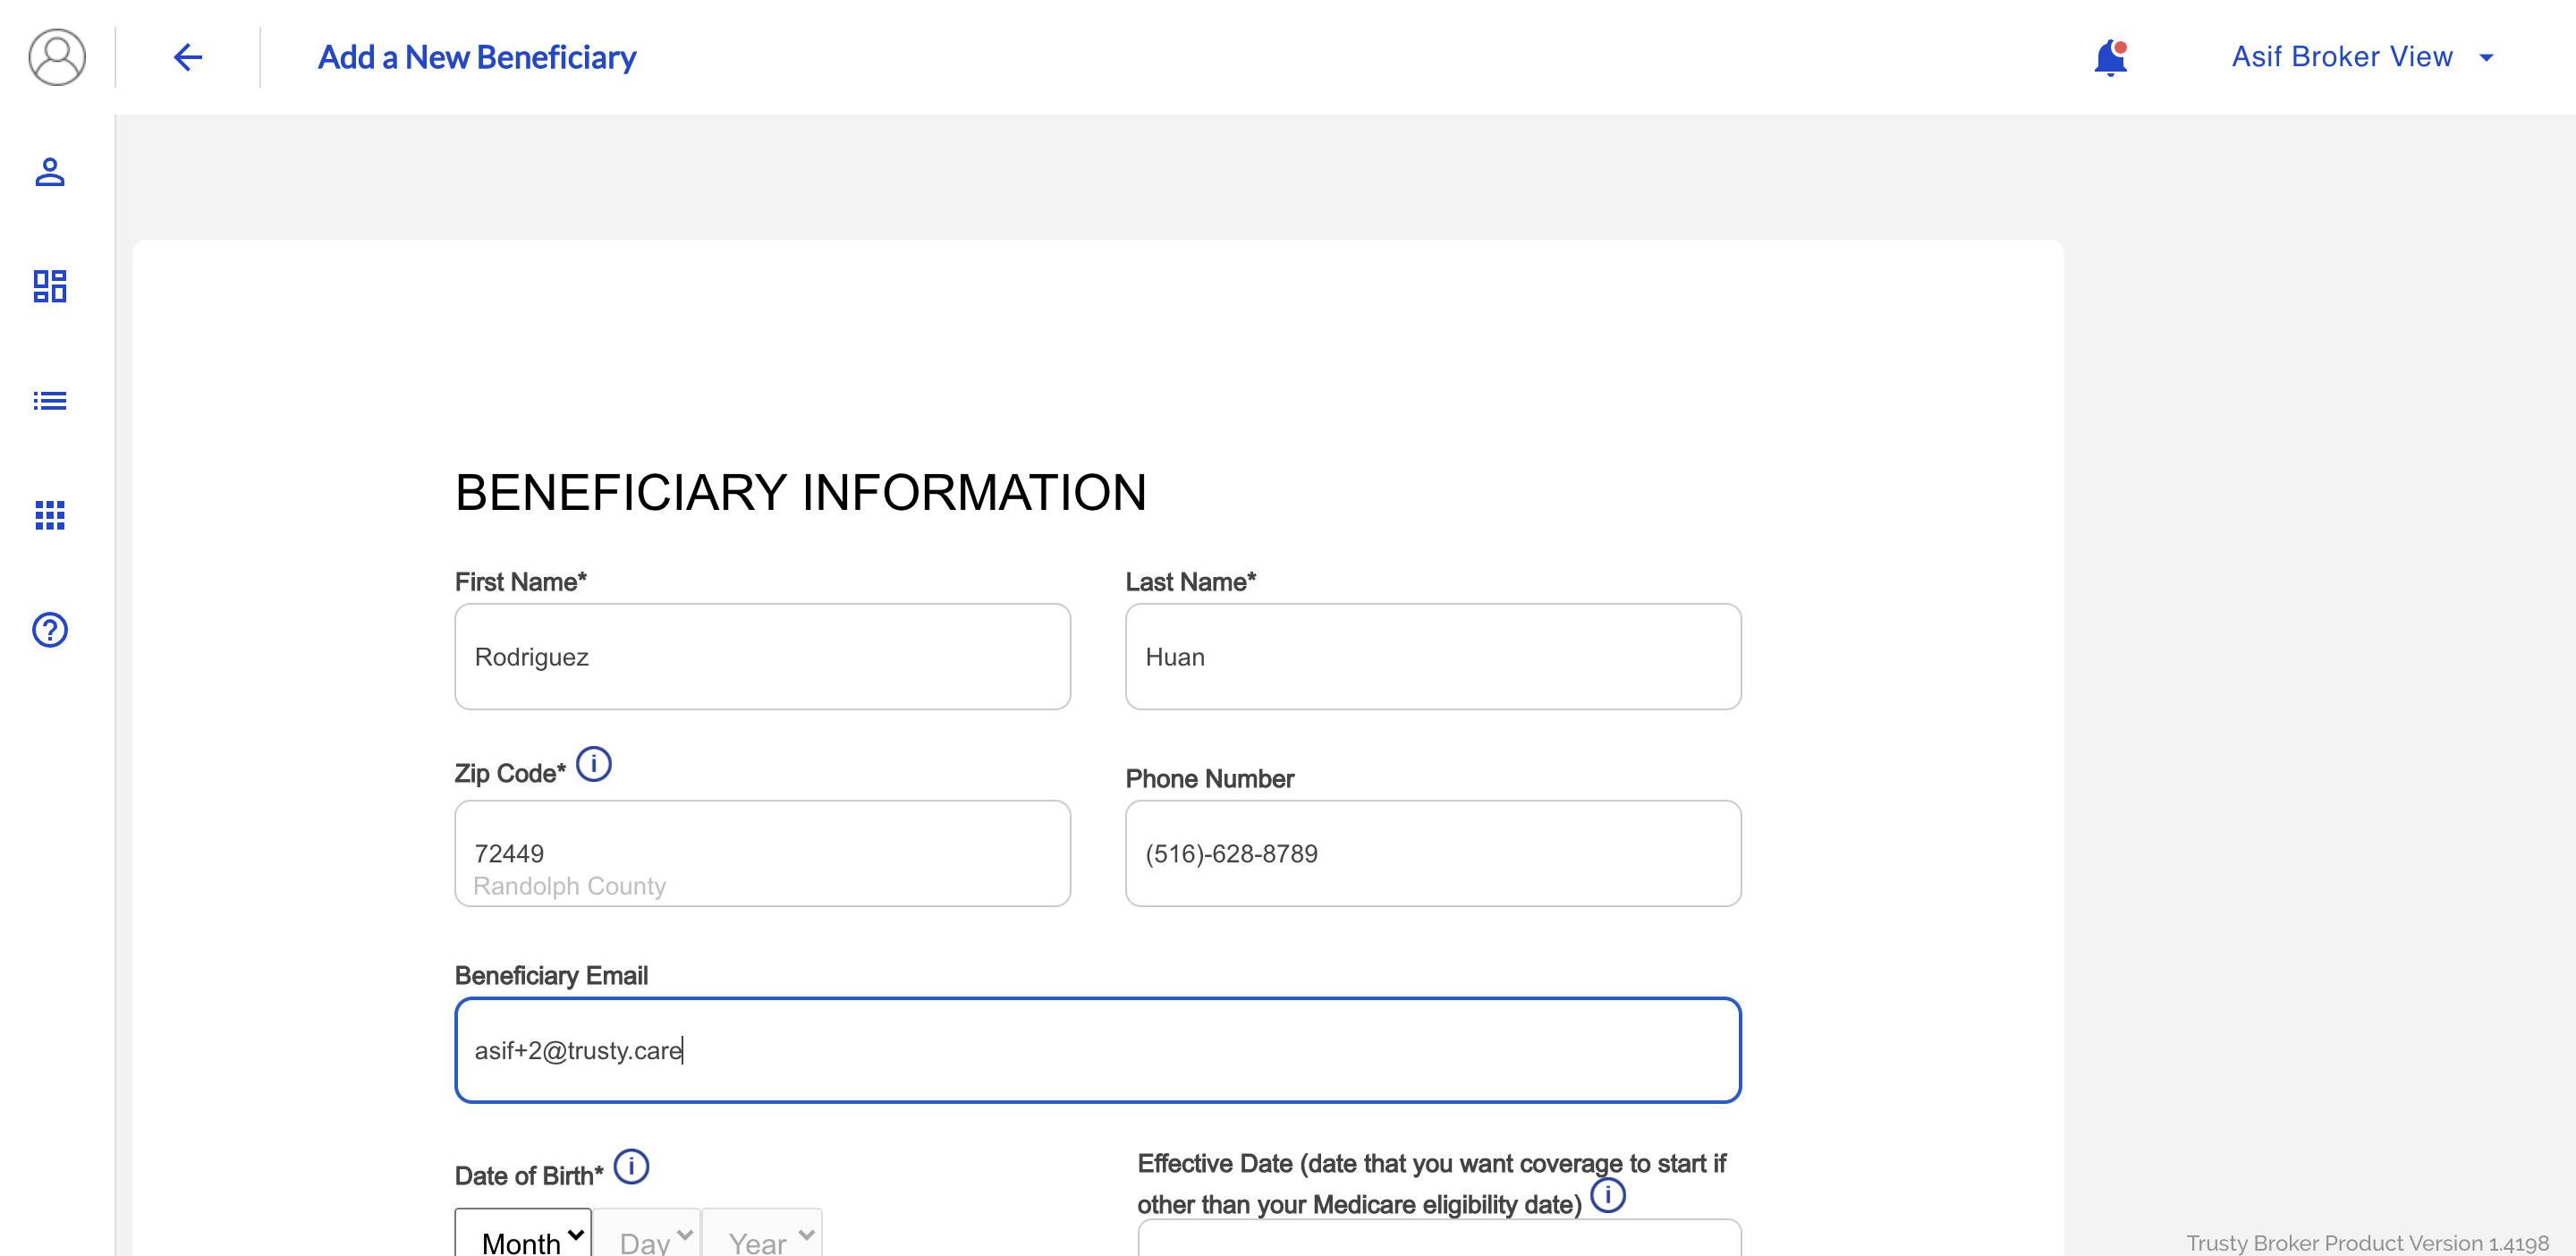 Add a New Beneficiary
Asif Broker View
BENEFICIARY INFORMATION
First Name*
Last Name*
Rodriguez
Huan
Zip Code* i
Phone Number
72449
Randolph County
(516)-628-8789
Beneficiary Email
asif+2@trusty.care
Date of Birth* i
Effective Date (date that you want coverage to start if
other than your Medicare eligibility date) i
Month
Day
Year
Trusty Broker Product Version 1.4198